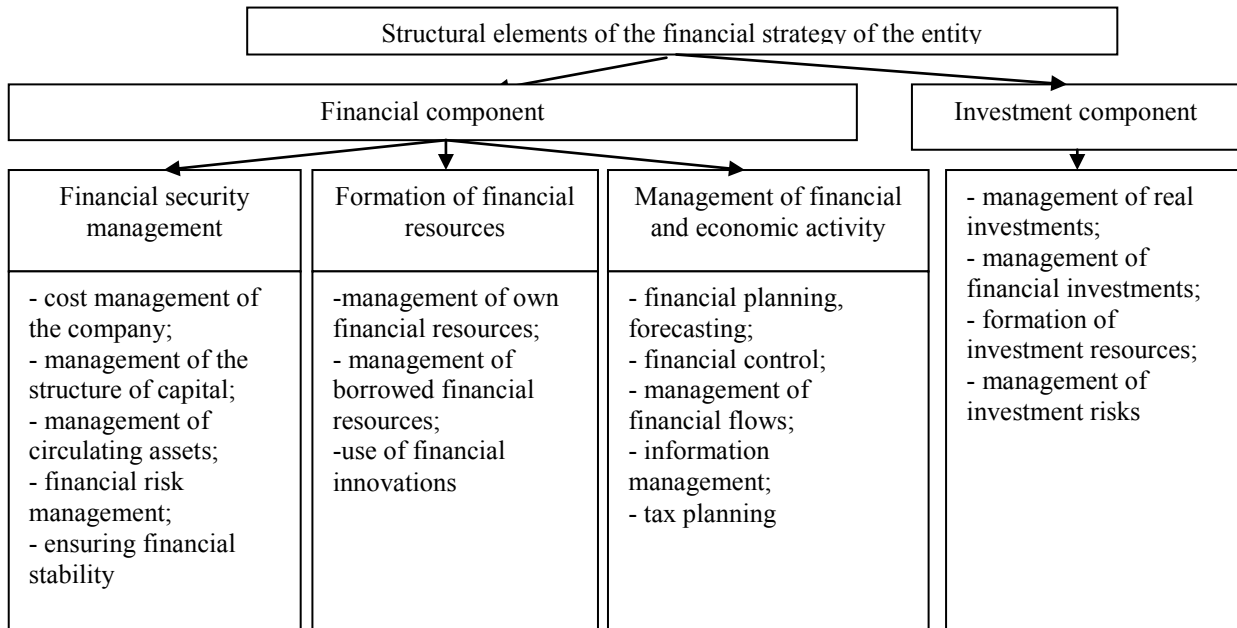 Structural elements of the financial strategy of the entity
Financial component
Investment component
Financial security
management
Formation of financial
resources
Management of financial
and economic activity
- cost management of
the company;
- management of the
structure of capital;
- management of
circulating assets;
- financial risk
management;
- ensuring financial
stability
-management of own
financial resources;
- management of
borrowed financial
resources;
-use of financial
innovations
- financial planning,
forecasting;
- financial control;
- management of
financial flows;
- information
management;
- tax planning
- management of real
investments;
- management of
financial investments;
- formation of
investment resources;
- management of
investment risks